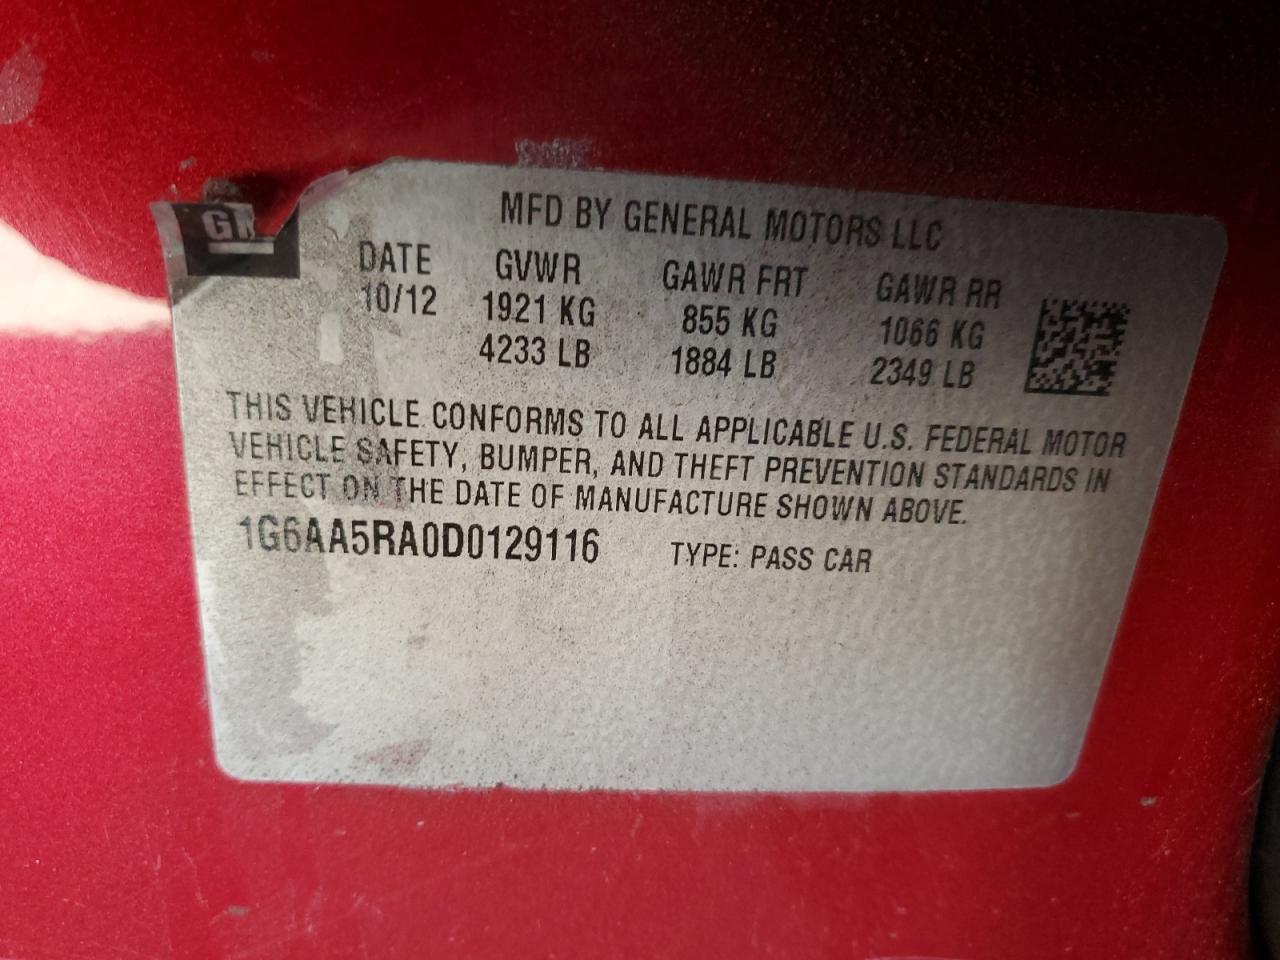 GM
MFD BY GENERAL MOTORS LLC
DATE GVWR GAWR FRT GAWR RR
10/12 1921 KG 855 KG 1066 KG
4233 LB 1884 LB 2349 LB
THIS VEHICLE CONFORMS TO ALL APPLICABLE U.S. FEDERAL MOTOR
VEHICLE SAFETY, BUMPER, AND THEFT PREVENTION STANDARDS IN
EFFECT ON THE DATE OF MANUFACTURE SHOWN ABOVE.
1G6AA5RA0D0129116 TYPE: PASS CAR